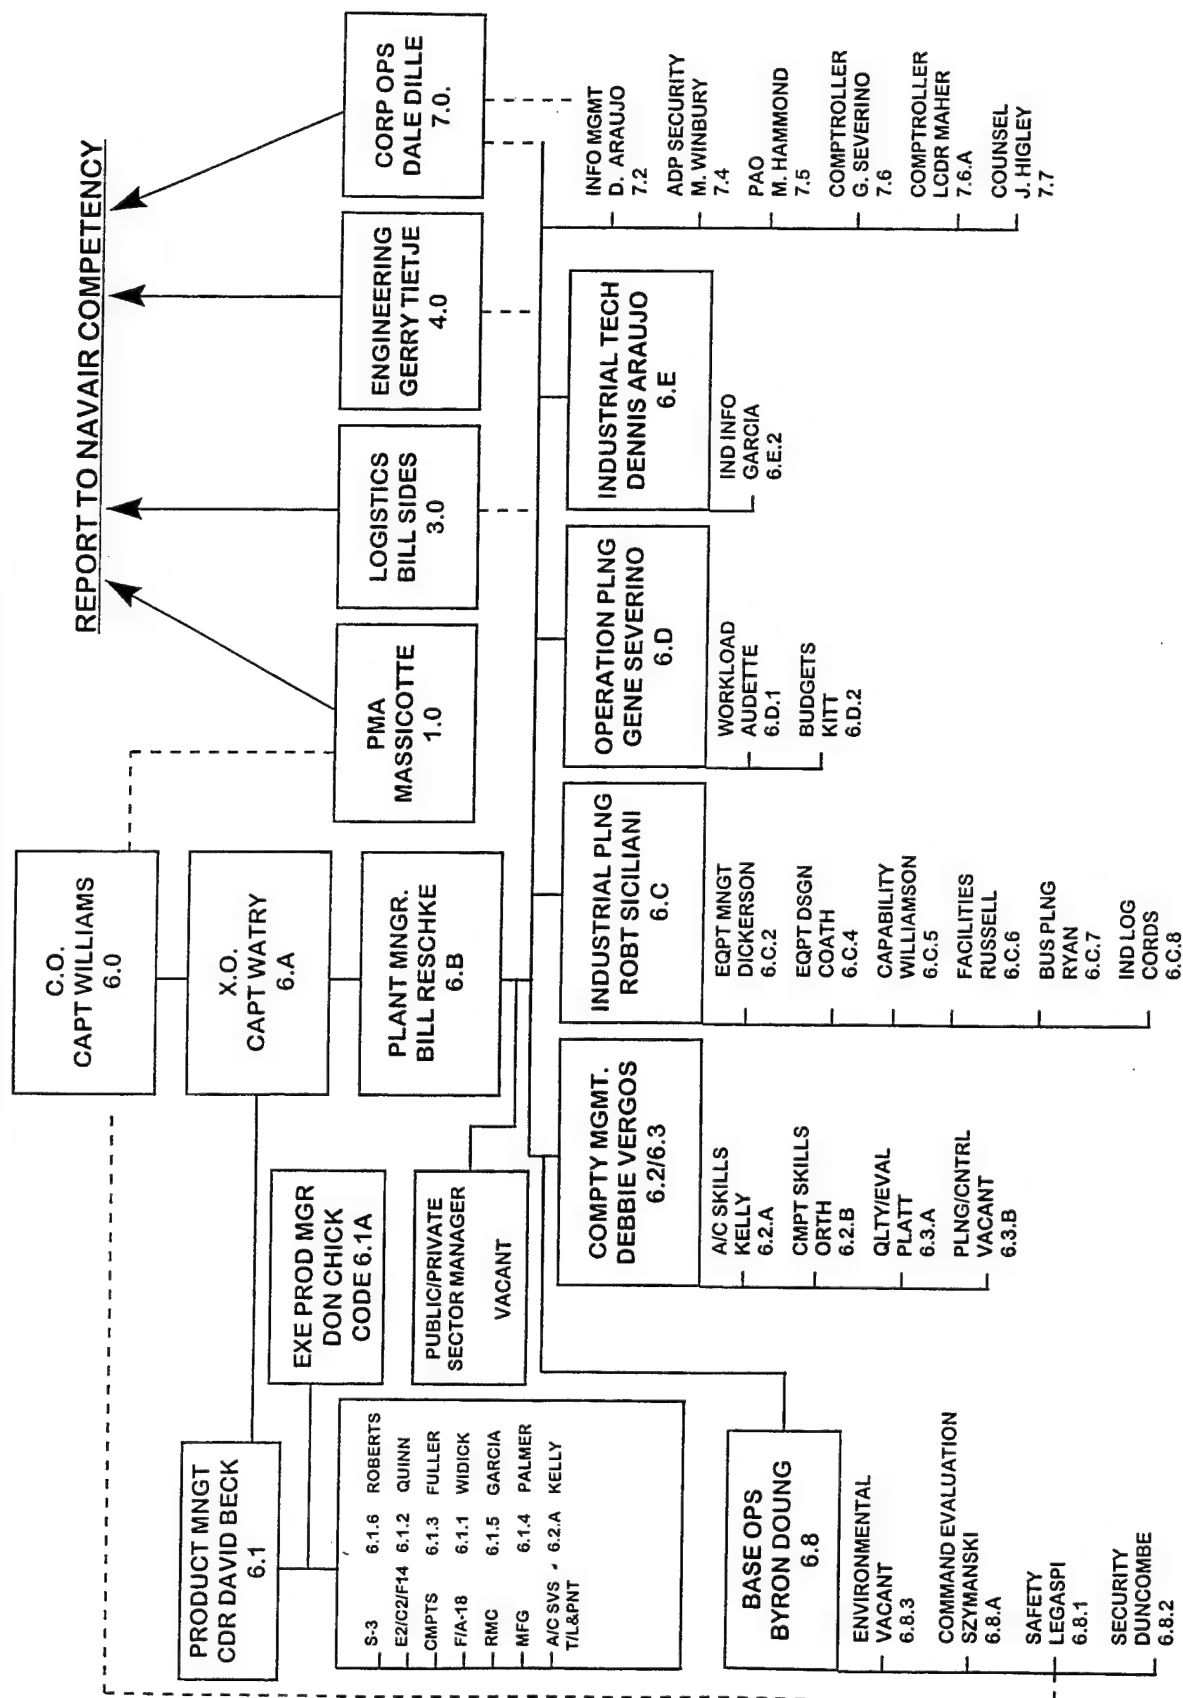 REPORT TO NAVAIR COMPETENCY
C.O.
CAPT WILLIAMS
6.0
X.O.
CAPT WATRY
6.A
PLANT MNGR.
BILL RESCHKE
6.B
PMA
MASSICOTTE
1.0
LOGISTICS
BILL SIDES
3.0
ENGINEERING
GERRY TIETJE
4.0
CORP OPS
DALE DILLE
7.0.
PRODUCT MNGT
CDR DAVID BECK
6.1
EXE PROD MGR
DON CHICK
CODE 6.1A
PUBLIC/PRIVATE
SECTOR MANAGER
VACANT
S-3 6.1.6 ROBERTS
E2/C2/F14 6.1.2 QUINN
CMPTS 6.1.3 FULLER
F/A-18 6.1.1 WIDICK
RMC 6.1.5 GARCIA
MFG 6.1.4 PALMER
A/C SVS 6.2.A KELLY
T/L&PNT
BASE OPS
BYRON DOUNG
6.8
ENVIRONMENTAL
VACANT
6.8.3
COMMAND EVALUATION
SZYMANSKI
6.8.A
SAFETY
LEGASPI
6.8.1
SECURITY
DUNCOMBE
6.8.2
COMPTY MGMT.
DEBBIE VERGOS
6.2/6.3
A/C SKILLS
KELLY
6.2.A
CMPT SKILLS
ORTH
6.2.B
QLTY/EVAL
PLATT
6.3.A
PLNG/CNTRL
VACANT
6.3.B
INDUSTRIAL PLNG
ROBT SICILIANI
6.C
EQPT MNGT
DICKERSON
6.C.2
EQPT DSGN
COATH
6.C.4
CAPABILITY
WILLIAMSON
6.C.5
FACILITIES
RUSSELL
6.C.6
BUS PLNG
RYAN
6.C.7
IND LOG
CORDS
6.C.8
OPERATION PLNG
GENE SEVERINO
6.D
WORKLOAD
AUDETTE
6.D.1
BUDGETS
KITT
6.D.2
INDUSTRIAL TECH
DENNIS ARAUJO
6.E
IND INFO
GARCIA
6.E.2
INFO MGMT
D. ARAUJO
7.2
ADP SECURITY
M. WINBURY
7.4
PAO
M. HAMMOND
7.5
COMPTROLLER
G. SEVERINO
7.6
COMPTROLLER
LCDR MAHER
7.6.A
COUNSEL
J. HIGLEY
7.7